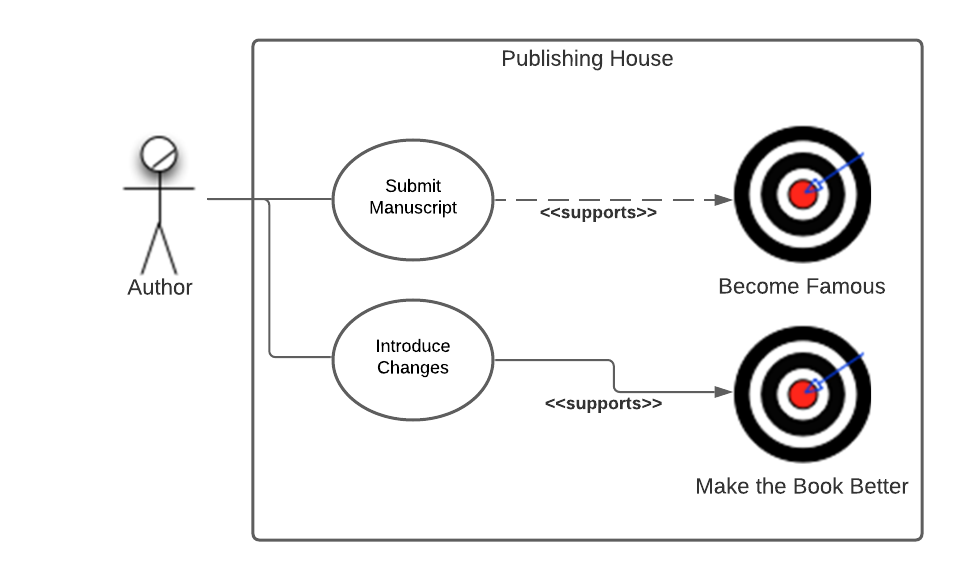 Publishing House
Submit
Manuscript
<<supports>>
Author
Become Famous
Introduce
Changes
<<supports>>
Make the Book Better